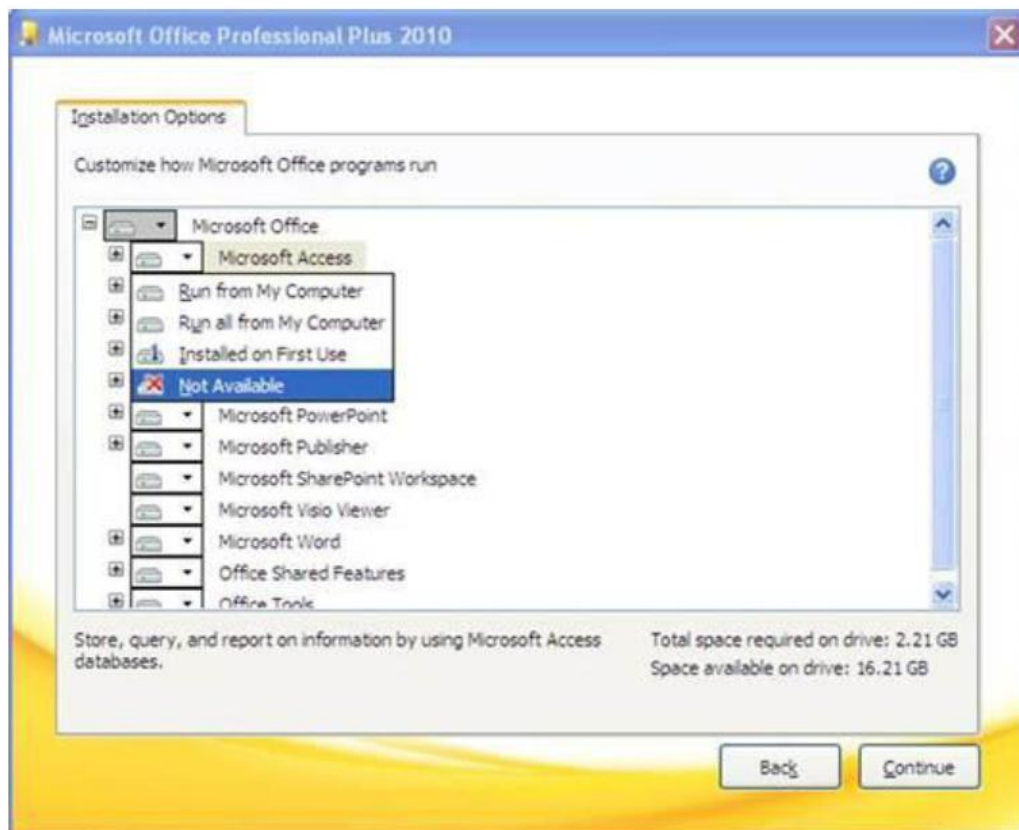 Microsoft Office Professional Plus 2010
Installation Options
Customize how Microsoft Office programs run
Microsoft Office
Microsoft Access
Run from My Computer
Run all from My Computer
Installed on First Use
Not Available
Microsoft PowerPoint
Microsoft Publisher
Microsoft SharePoint Workspace
Microsoft Visio Viewer
Microsoft Word
Office Shared Features
Office Tools
Store, query, and report on information by using Microsoft Access
databases.
Total space required on drive: 2.21 GB
Space available on drive: 16.21 GB
Back
Continue